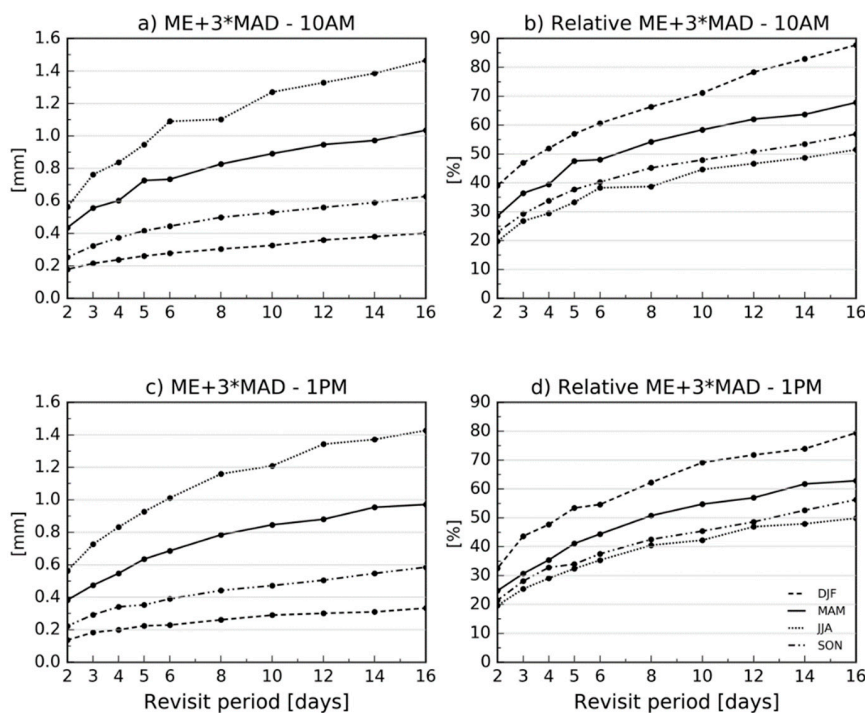 a) ME+3*MAD - 10AM
[mm]
1.6
1.4
1.2
1.0
0.8
0.6
0.4
0.2
0.0
2 3 4 5 6 8 10 12 14 16
b) Relative ME+3*MAD - 10AM
[%]
90
80
70
60
50
40
30
20
10
0
2 3 4 5 6 8 10 12 14 16
c) ME+3*MAD - 1PM
[mm]
1.6
1.4
1.2
1.0
0.8
0.6
0.4
0.2
0.0
2 3 4 5 6 8 10 12 14 16
Revisit period [days]
d) Relative ME+3*MAD - 1PM
[%]
90
80
70
60
50
40
30
20
10
0
DJF
MAM
JJA
SON
2 3 4 5 6 8 10 12 14 16
Revisit period [days]